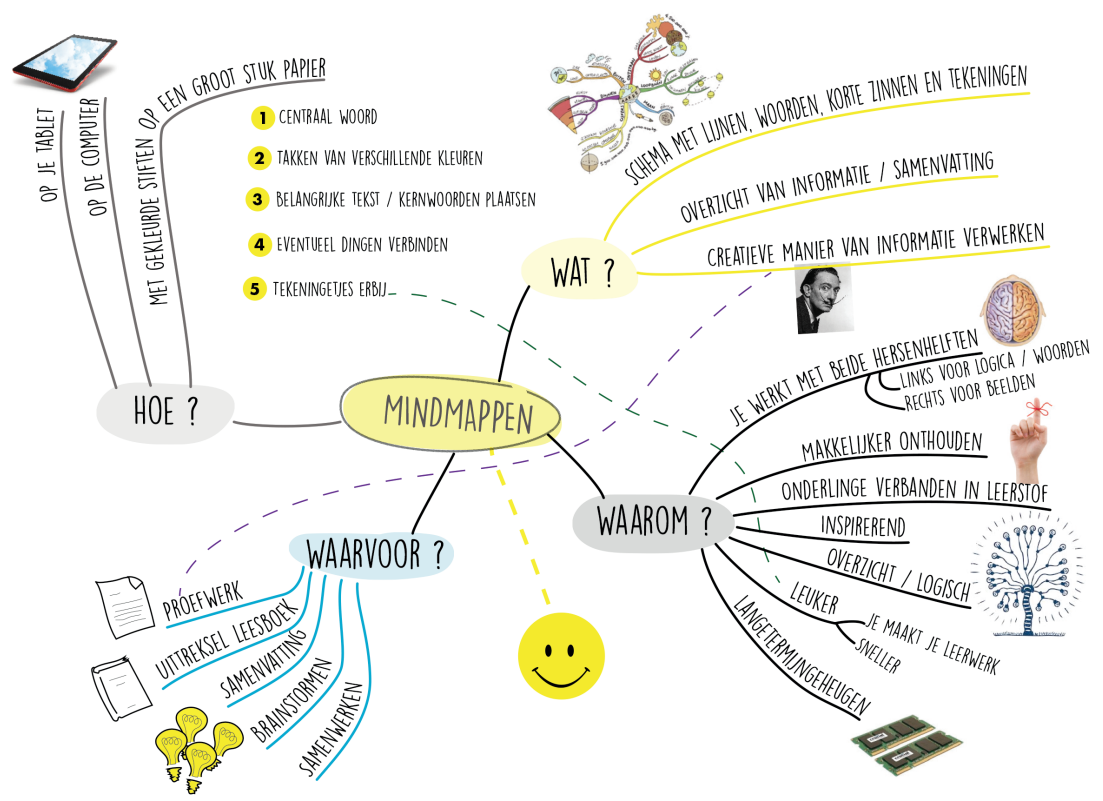 MINDMAPPEN
HOE ?
OP JE TABLET
OP DE COMPUTER
MET GEKLEURDE STIFTEN OP EEN GROOT STUK PAPIER
1 CENTRAAL WOORD
2 TAKKEN VAN VERSCHILLENDE KLEUREN
3 BELANGRIJKE TEKST / KERNWOORDEN PLAATSEN
4 EVENTUEEL DINGEN VERBINDEN
5 TEKENINGETJES ERBIJ
WAT ?
SCHEMA MET LIJNEN, WOORDEN, KORTE ZINNEN EN TEKENINGEN
OVERZICHT VAN INFORMATIE / SAMENVATTING
CREATIEVE MANIER VAN INFORMATIE VERWERKEN
WAAROM ?
JE WERKT MET BEIDE HERSENHELFTEN
LINKS VOOR LOGICA / WOORDEN
RECHTS VOOR BEELDEN
MAKKELIJKER ONTHOUDEN
ONDERLINGE VERBANDEN IN LEERSTOF
INSPIREREND
OVERZICHT / LOGISCH
LEUKER
JE MAAKT JE LEERWERK
SNELLER
LANGETERMIJNGEHEUGEN
WAARVOOR ?
PROEFWERK
UITTREKSEL LEESBOEK
SAMENVATTING
BRAINSTORMEN
SAMENWERKEN